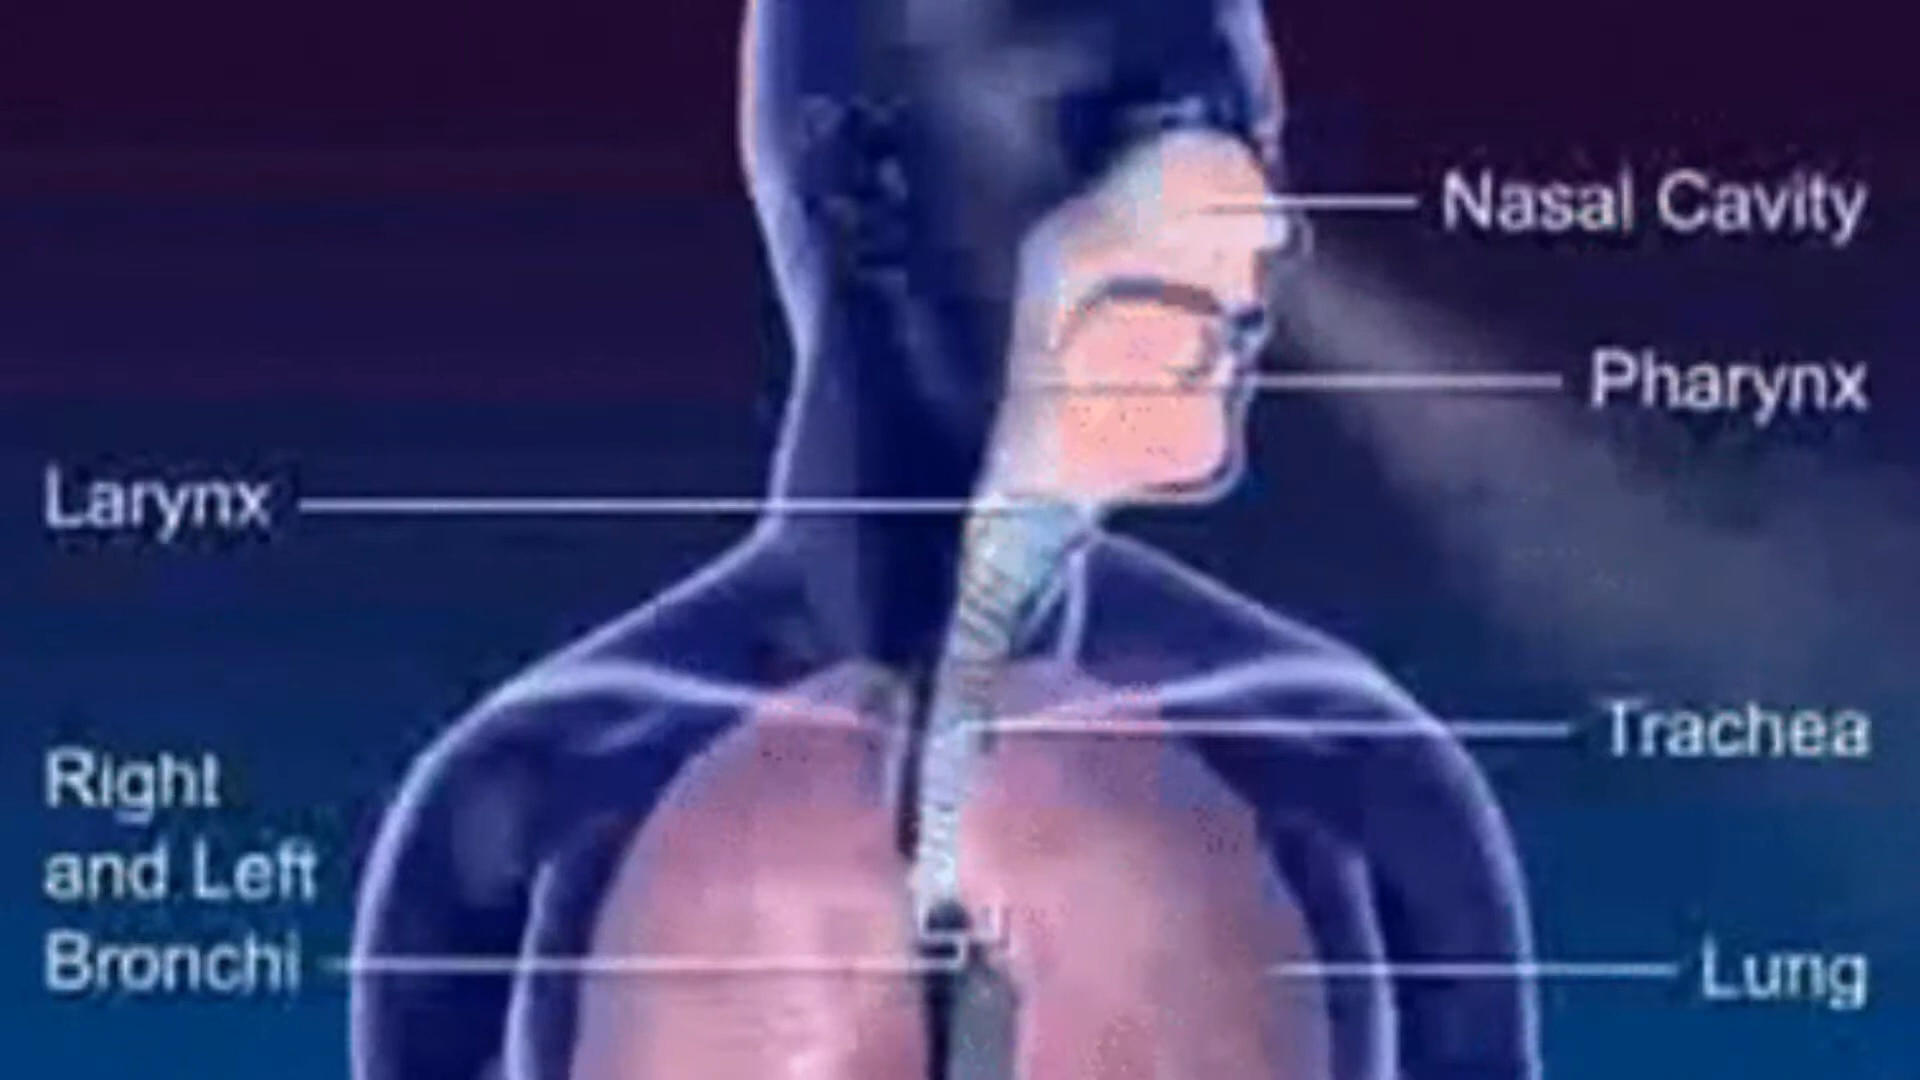 Nasal Cavity
Pharynx
Larynx
Trachea
Right
and Left
Bronchi
Lung